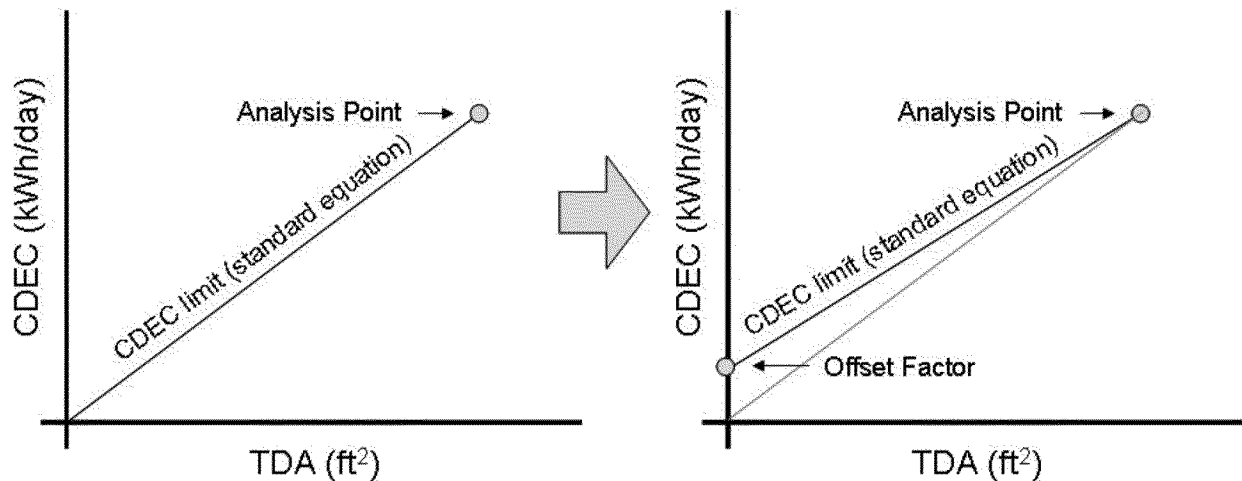 CDEC (kWh/day)
Analysis Point
CDEC limit (standard equation)
TDA (ft²)
CDEC (kWh/day)
Analysis Point
CDEC limit (standard equation)
Offset Factor
TDA (ft²)